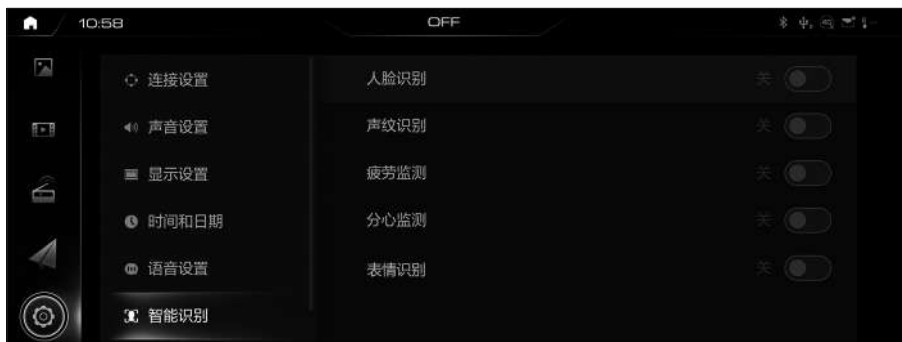 10:58
OFF
4G
连接设置
声音设置
显示设置
时间和日期
语音设置
智能识别
人脸识别
关
声纹识别
关
疲劳监测
关
分心监测
关
表情识别
关